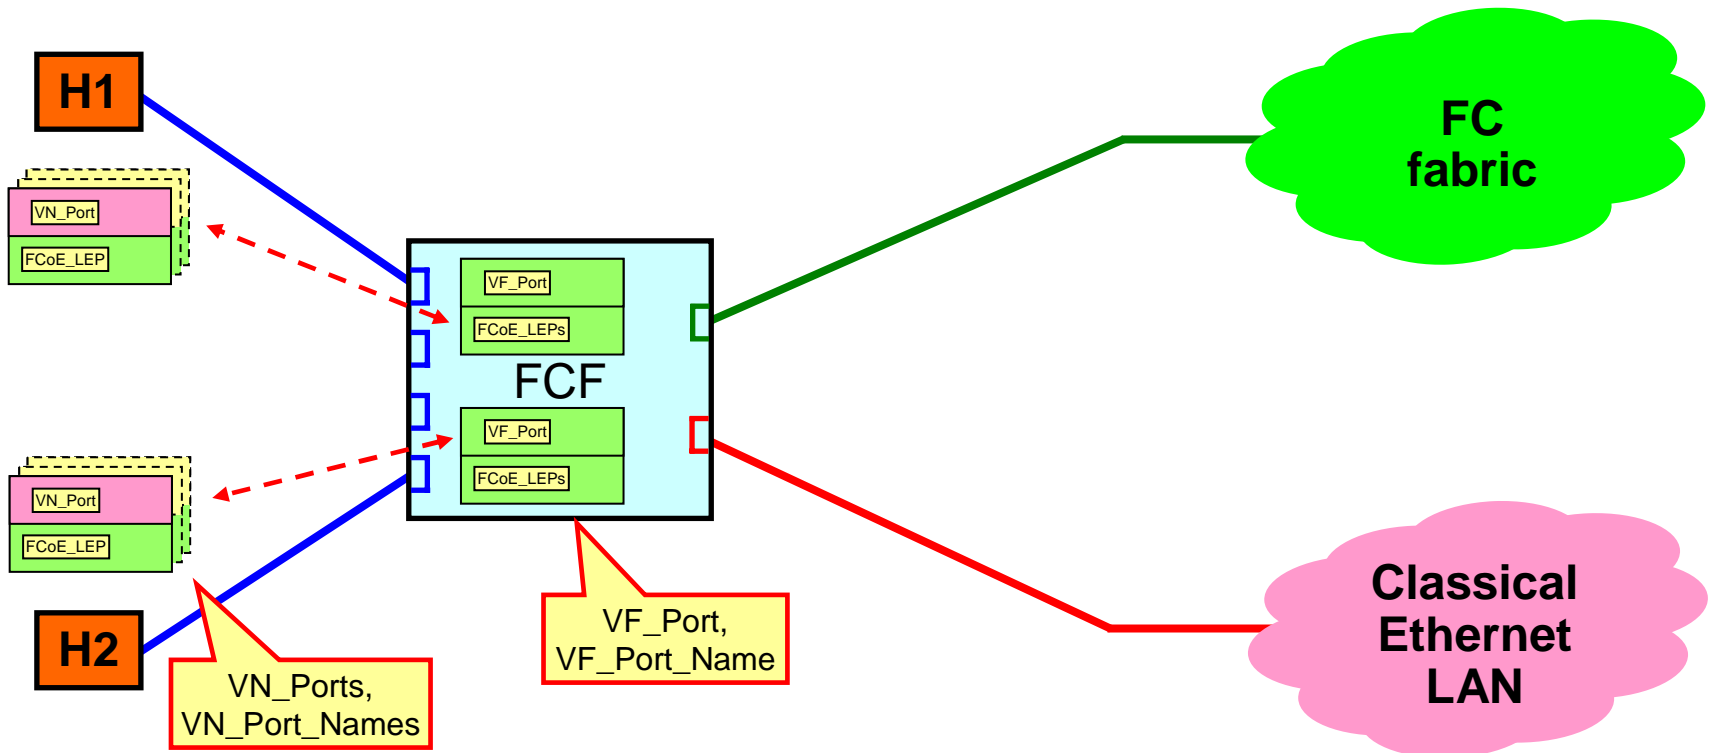 H1
FC
fabric
VN_Port
FCoE_LEP
VF_Port
FCoE_LEPs
FCF
VF_Port
FCoE_LEPs
VN_Port
FCoE_LEP
H2
VN_Ports,
VN_Port_Names
VF_Port,
VF_Port_Name
Classical
Ethernet
LAN